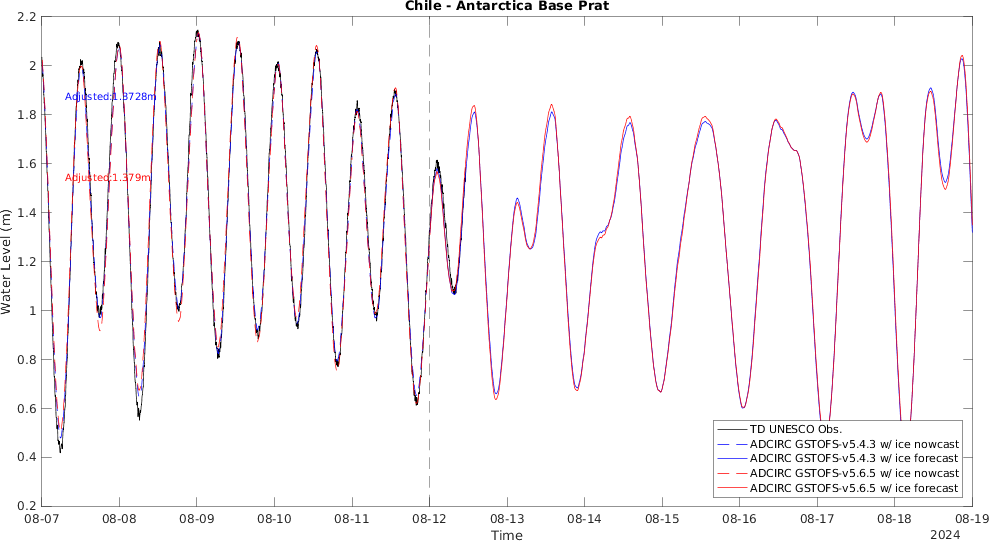 Chile - Antarctica Base Prat
2.2
2
1.8
1.6
1.4
1.2
1
0.8
0.6
0.4
0.2
Water Level (m)
Adjusted:1.3728m
Adjusted:1.379m
TD UNESCO Obs.
ADCIRC GSTOFS-v5.4.3 w/ ice nowcast
ADCIRC GSTOFS-v5.4.3 w/ ice forecast
ADCIRC GSTOFS-v5.6.5 w/ ice nowcast
ADCIRC GSTOFS-v5.6.5 w/ ice forecast
08-07 08-08 08-09 08-10 08-11 08-12 08-13 08-14 08-15 08-16 08-17 08-18 08-19
Time
2024